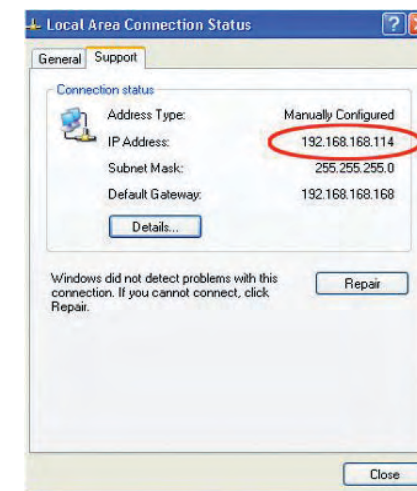 Local Area Connection Status
?
General Support
Connection status
Address Type: Manually Configured
IP Address: 192.168.168.114
Subnet Mask: 255.255.255.0
Default Gateway: 192.168.168.168
Details...
Windows did not detect problems with this
connection. If you cannot connect, click
Repair.
Repair
Close